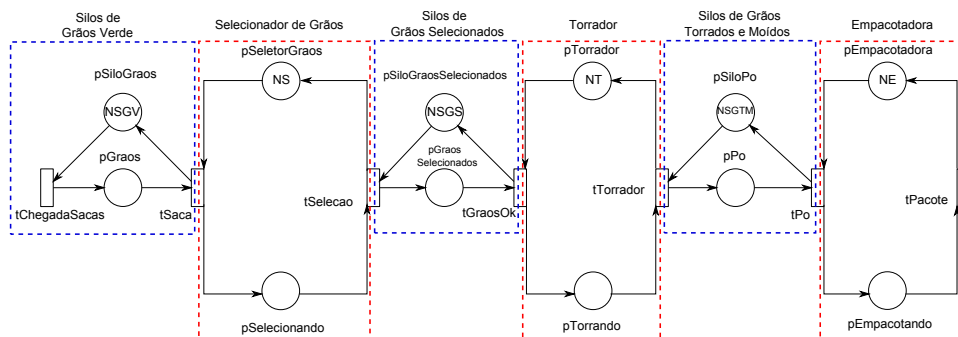 Silos de
Grãos Verde
Selecionador de Grãos
Silos de
Grãos Selecionados
Torrador
Silos de Grãos
Torrados e Moídos
Empacotadora
pSeletorGraos
pTorrador
pEmpacotadora
pSiloGraos
pSiloGraosSelecionados
pSiloPo
NS
NT
NE
NSGV
NSGS
NSGTM
pGraos
pGraos
Selecionados
pPo
tChegadaSacas
tSaca
tSelecao
tGraosOk
tTorrador
tPo
tPacote
pSelecionando
pTorrando
pEmpacotando